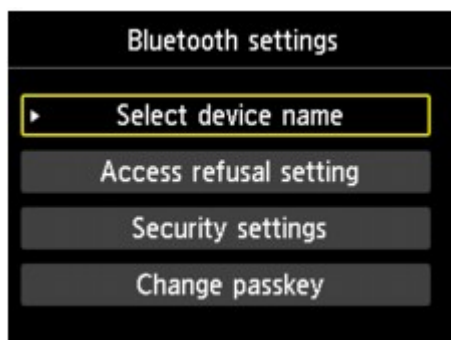 Bluetooth settings
Select device name
Access refusal setting
Security settings
Change passkey